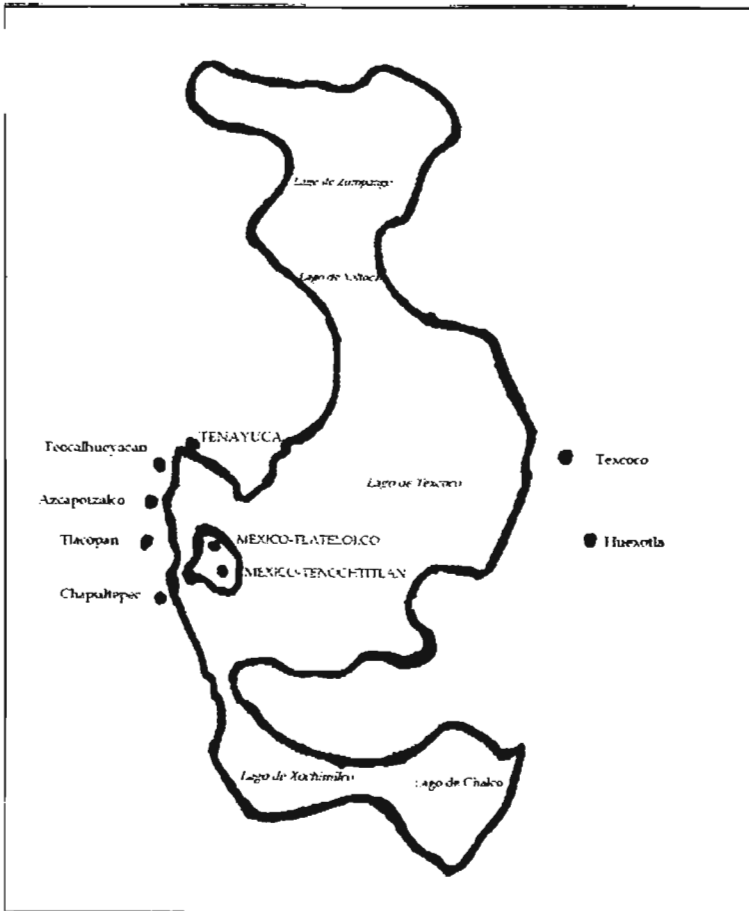 Lago de Zumpango
Lago de Xaltocan
TENAYUCA
Teocalhueyacan
Texcoco
Lago de Texcoco
Azcapotzalco
Tlacopan
MEXICO-TLATELOLCO
Huexotla
MEXICO-TENOCHTITLAN
Chapultepec
Lago de Xochimilco
Lago de Chalco